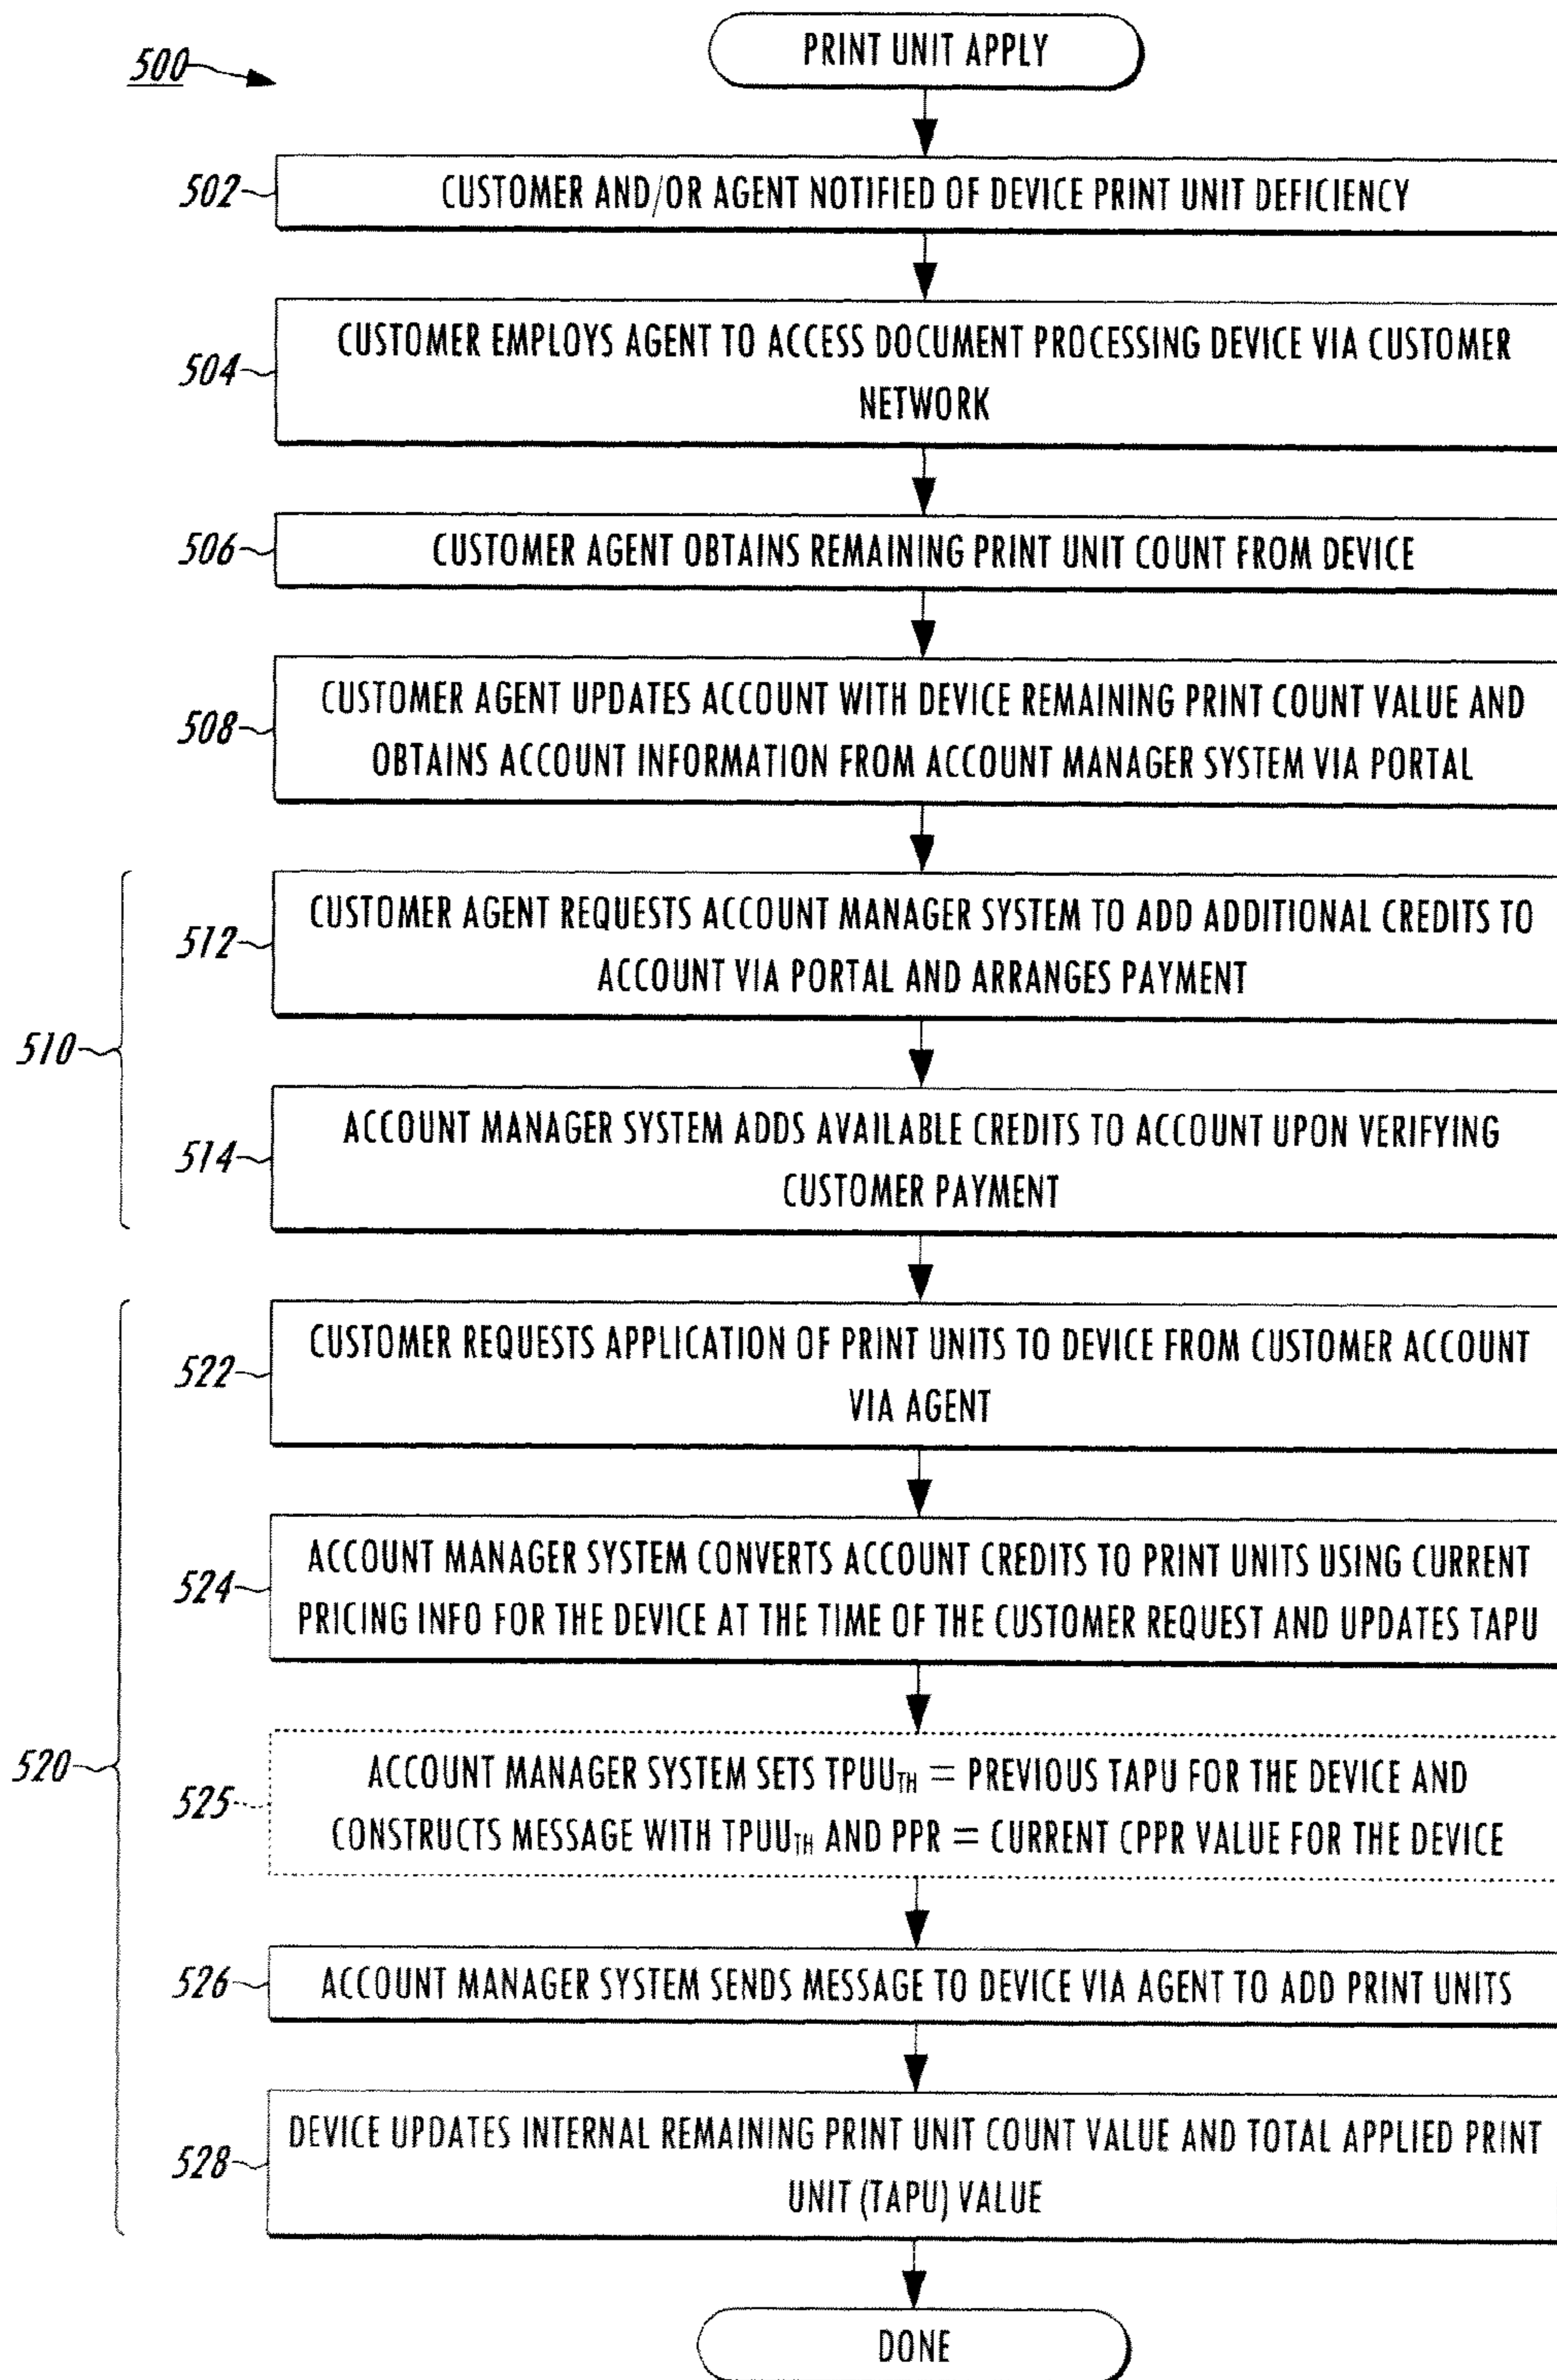 500
PRINT UNIT APPLY
502
CUSTOMER AND/OR AGENT NOTIFIED OF DEVICE PRINT UNIT DEFICIENCY
504
CUSTOMER EMPLOYS AGENT TO ACCESS DOCUMENT PROCESSING DEVICE VIA CUSTOMER
NETWORK
506
CUSTOMER AGENT OBTAINS REMAINING PRINT UNIT COUNT FROM DEVICE
508
CUSTOMER AGENT UPDATES ACCOUNT WITH DEVICE REMAINING PRINT COUNT VALUE AND
OBTAINS ACCOUNT INFORMATION FROM ACCOUNT MANAGER SYSTEM VIA PORTAL
510
512
CUSTOMER AGENT REQUESTS ACCOUNT MANAGER SYSTEM TO ADD ADDITIONAL CREDITS TO
ACCOUNT VIA PORTAL AND ARRANGES PAYMENT
514
ACCOUNT MANAGER SYSTEM ADDS AVAILABLE CREDITS TO ACCOUNT UPON VERIFYING
CUSTOMER PAYMENT
520
522
CUSTOMER REQUESTS APPLICATION OF PRINT UNITS TO DEVICE FROM CUSTOMER ACCOUNT
VIA AGENT
524
ACCOUNT MANAGER SYSTEM CONVERTS ACCOUNT CREDITS TO PRINT UNITS USING CURRENT
PRICING INFO FOR THE DEVICE AT THE TIME OF THE CUSTOMER REQUEST AND UPDATES TAPU
525
ACCOUNT MANAGER SYSTEM SETS TPUU_TH = PREVIOUS TAPU FOR THE DEVICE AND
CONSTRUCTS MESSAGE WITH TPUU_TH AND PPR = CURRENT CPPR VALUE FOR THE DEVICE
526
ACCOUNT MANAGER SYSTEM SENDS MESSAGE TO DEVICE VIA AGENT TO ADD PRINT UNITS
528
DEVICE UPDATES INTERNAL REMAINING PRINT UNIT COUNT VALUE AND TOTAL APPLIED PRINT
UNIT (TAPU) VALUE
DONE